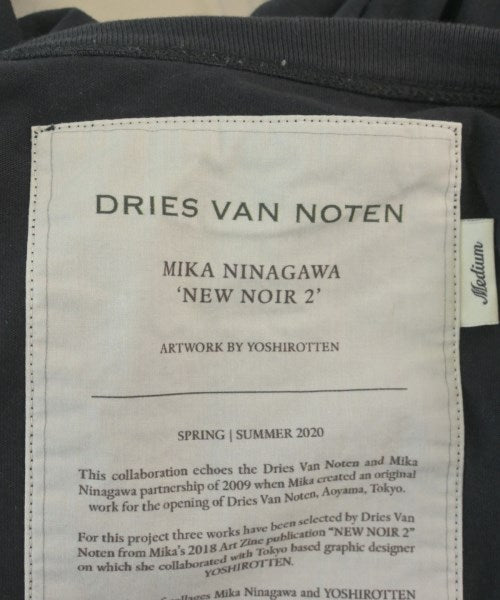 DRIES VAN NOTEN
MIKA NINAGAWA
‘NEW NOIR 2’
ARTWORK BY YOSHIROTTEN
SPRING | SUMMER 2020
This collaboration echoes the Dries Van Noten and Mika
Ninagawa partnership of 2009 when Mika created an original
work for the opening of Dries Van Noten, Aoyama, Tokyo.
For this project three works have been selected by Dries Van
Noten from Mika's 2018 Art Zine publication “NEW NOIR 2”
on which she collaborated with Tokyo based graphic designer
YOSHIROTTEN.
collages Mika Ninagawa and YOSHIROTTEN
Medium